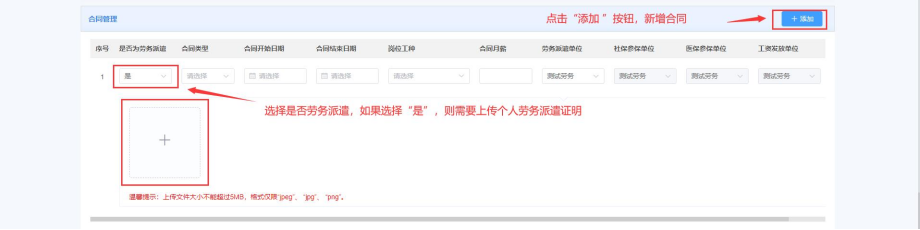 合同管理
点击“添加”按钮，新增合同
+ 添加
序号 是否为劳务派遣 合同类型 合同开始日期 合同结束日期 岗位工种 合同月薪 劳务派遣单位 社保参保单位 医保参保单位 工资发放单位
1 是 请选择 请选择 请选择 请选择 测试劳务 测试劳务 测试劳务 测试劳务
选择是否劳务派遣，如果选择“是”，则需要上传个人劳务派遣证明
温馨提示：上传文件大小不能超过5MB，格式仅限“jpeg”、“jpg”、“png”。